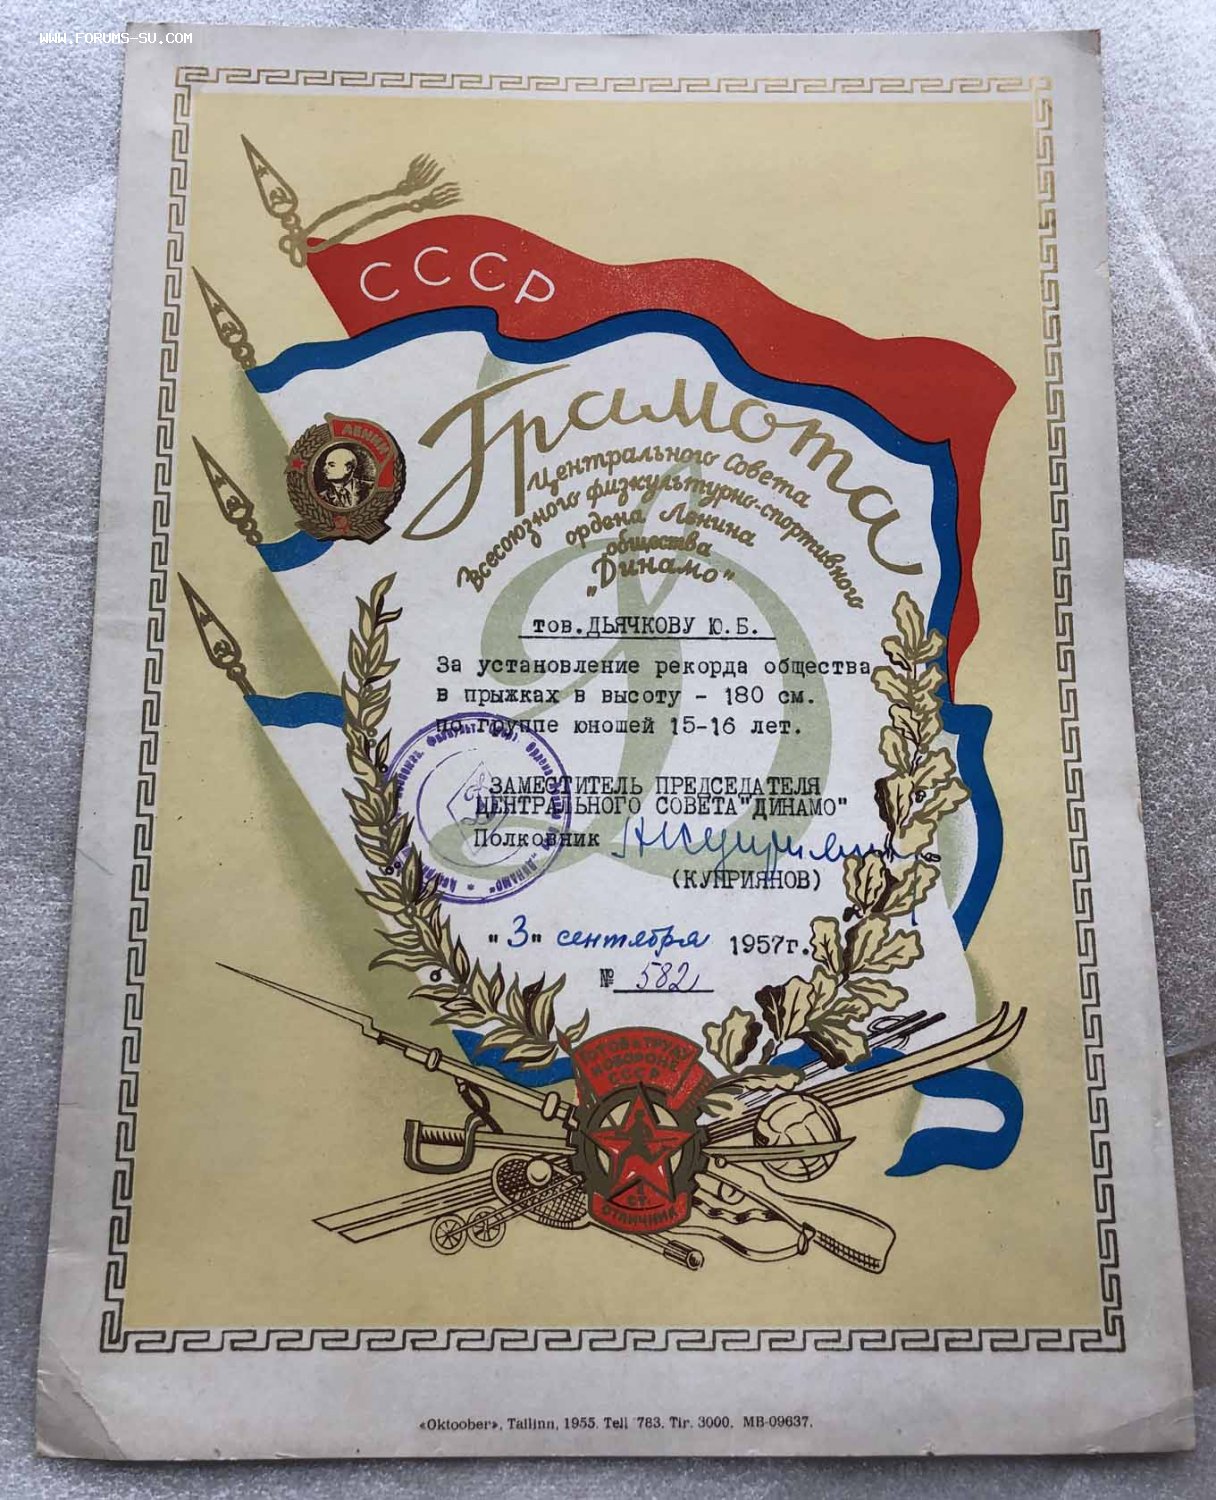 WWW.FORUMS-SU.COM
СССР
ЛЕНИН
Грамота
Центрального Совета
Всесоюзного физкультурно-спортивного
ордена Ленина
общества
"Динамо"
тов.ДЬЯЧКОВУ Ю.Б.
За установление рекорда общества
в прыжках в высоту - 180 см.
по группе юношей 15-16 лет.
ЗАМЕСТИТЕЛЬ ПРЕДСЕДАТЕЛЯ
ЦЕНТРАЛЬНОГО СОВЕТА "ДИНАМО"
Полковник
(КУПРИЯНОВ)
"3" сентября 1957г.
№ 582
ГОТОВ К ТРУДУ
И ОБОРОНЕ
СССР
II
СТ.
ОТЛИЧНИК
«Oktoober», Tallinn, 1955. Tell 783. Tir. 3000. MB-09637.